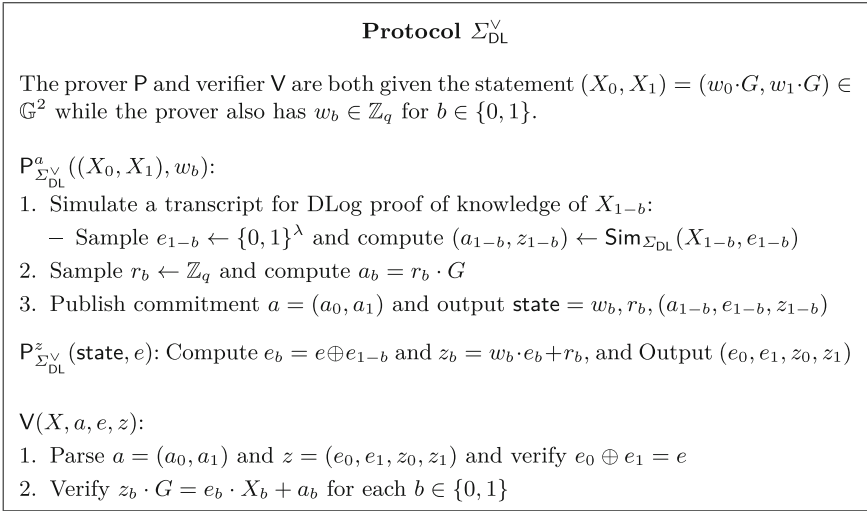 Protocol Σ^∨_DL
The prover P and verifier V are both given the statement (X_0, X_1) = (w_0·G, w_1·G) ∈
𝔾^2 while the prover also has w_b ∈ ℤ_q for b ∈ {0, 1}.
P^a_{Σ^∨_DL}((X_0, X_1), w_b):
1. Simulate a transcript for DLog proof of knowledge of X_{1−b}:
– Sample e_{1−b} ← {0, 1}^λ and compute (a_{1−b}, z_{1−b}) ← Sim_{Σ_DL}(X_{1−b}, e_{1−b})
2. Sample r_b ← ℤ_q and compute a_b = r_b · G
3. Publish commitment a = (a_0, a_1) and output state = w_b, r_b, (a_{1−b}, e_{1−b}, z_{1−b})
P^z_{Σ^∨_DL}(state, e): Compute e_b = e⊕e_{1−b} and z_b = w_b·e_b+r_b, and Output (e_0, e_1, z_0, z_1)
V(X, a, e, z):
1. Parse a = (a_0, a_1) and z = (e_0, e_1, z_0, z_1) and verify e_0 ⊕ e_1 = e
2. Verify z_b · G = e_b · X_b + a_b for each b ∈ {0, 1}